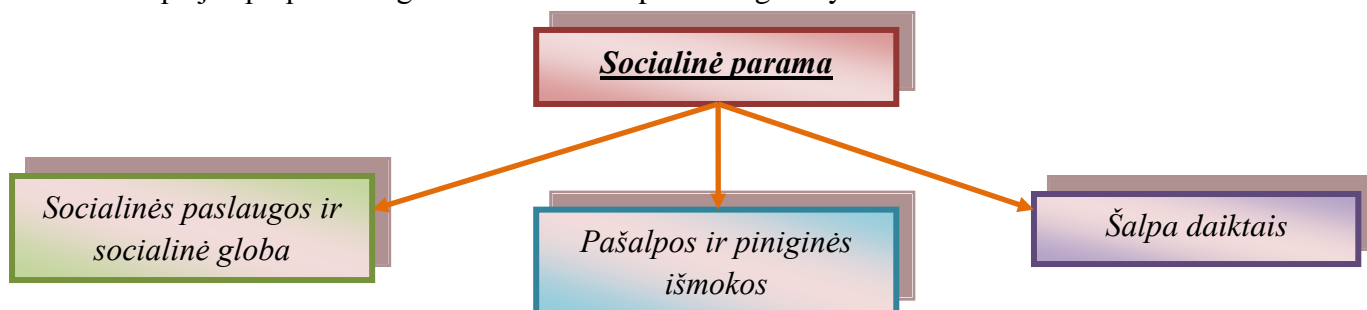 Socialinė parama
Socialinės paslaugos ir
socialinė globa
Pašalpos ir piniginės
išmokos
Šalpa daiktais